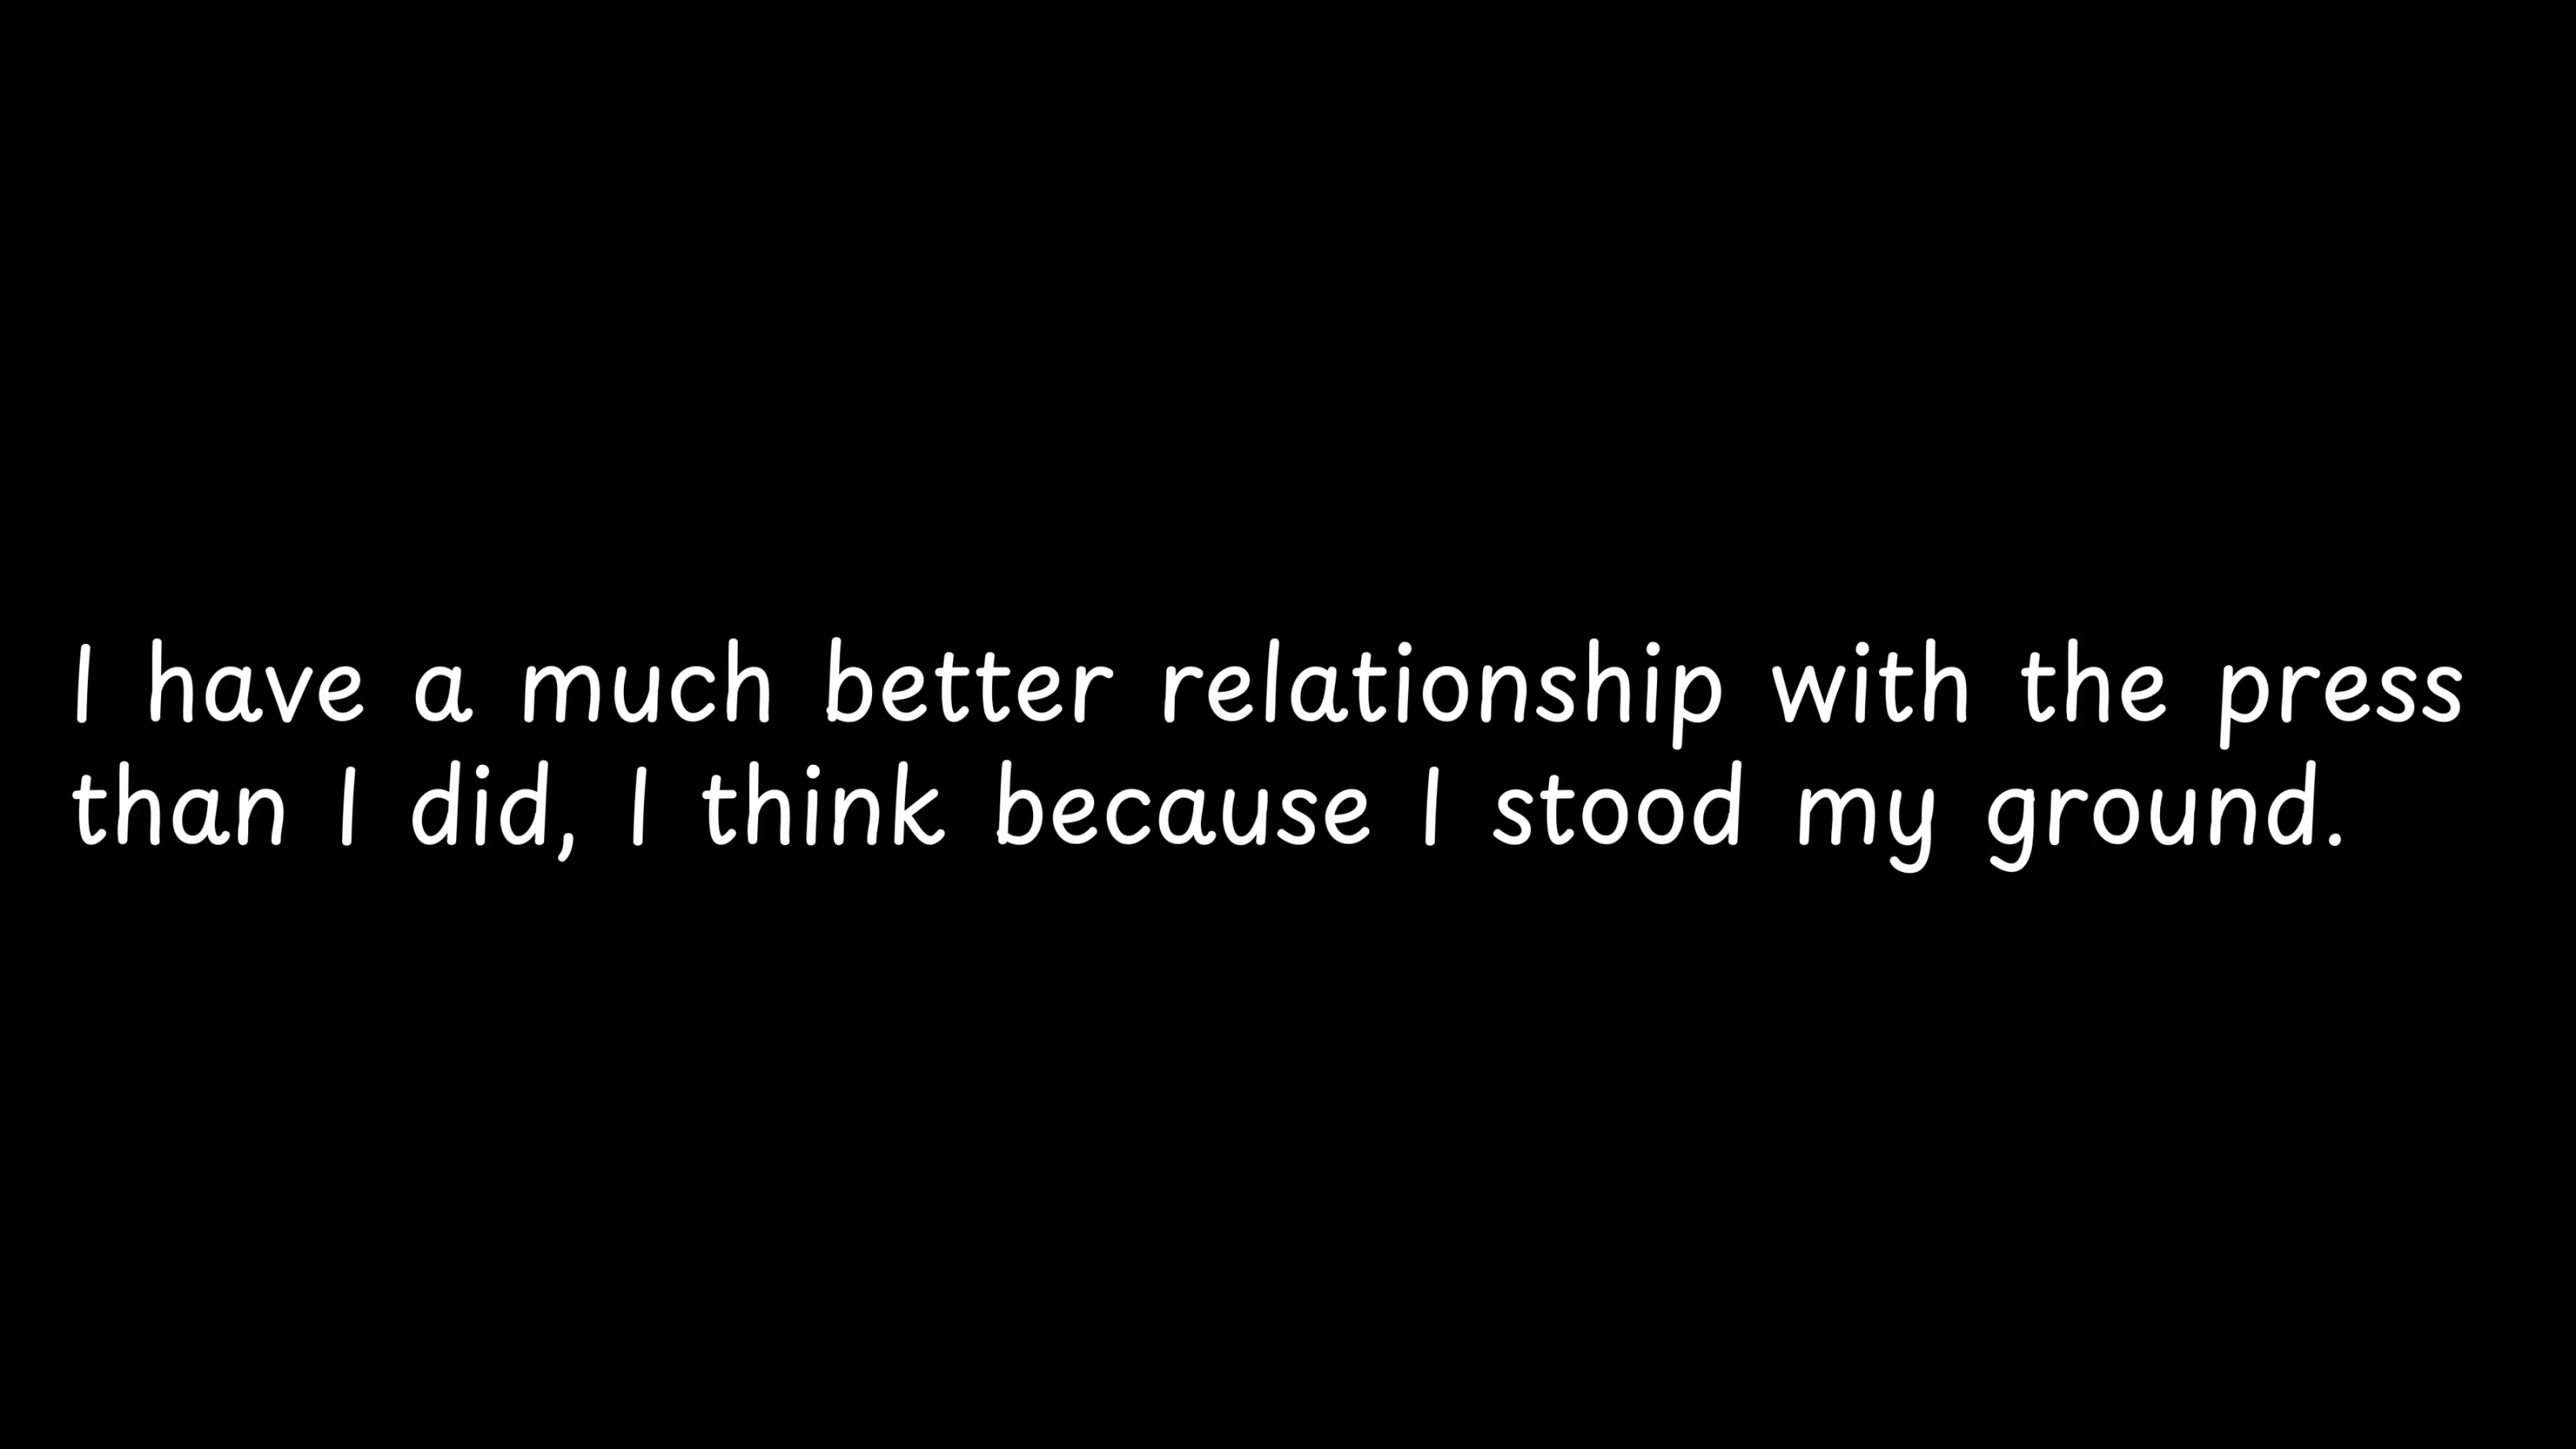 I have a much better relationship with the press
than I did, I think because I stood my ground.